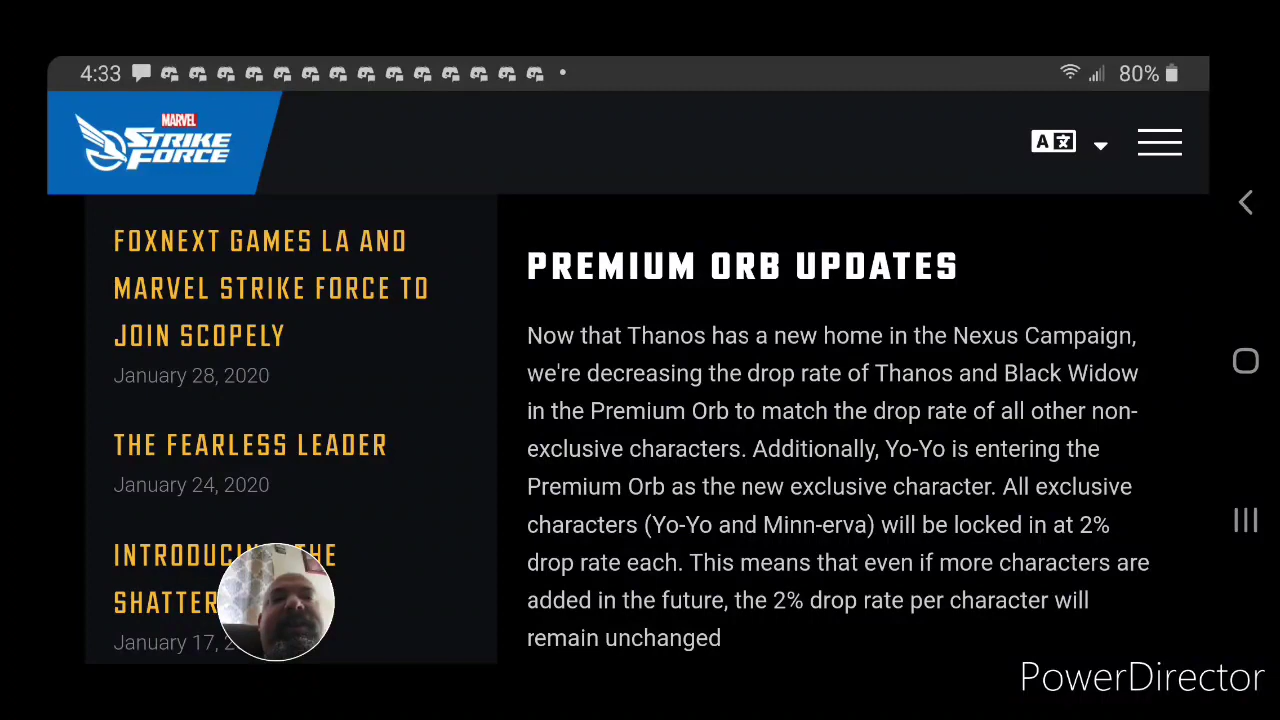 4:33
80%
MARVEL
STRIKE
FORCE
A文
FOXNEXT GAMES LA AND
MARVEL STRIKE FORCE TO
JOIN SCOPELY
January 28, 2020
THE FEARLESS LEADER
January 24, 2020
THE
January 17,
PREMIUM ORB UPDATES
Now that Thanos has a new home in the Nexus Campaign,
we're decreasing the drop rate of Thanos and Black Widow
in the Premium Orb to match the drop rate of all other non-
exclusive characters. Additionally, Yo-Yo is entering the
Premium Orb as the new exclusive character. All exclusive
characters (Yo-Yo and Minn-erva) will be locked in at 2%
drop rate each. This means that even if more characters are
added in the future, the 2% drop rate per character will
remain unchanged
PowerDirector